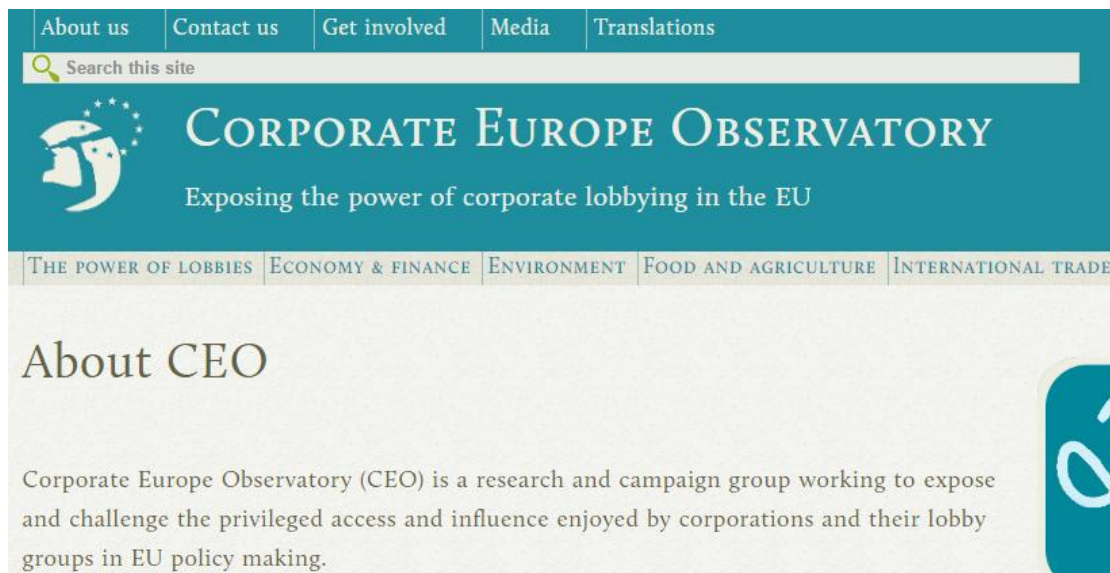 About us Contact us Get involved Media Translations
Search this site
CORPORATE EUROPE OBSERVATORY
Exposing the power of corporate lobbying in the EU
THE POWER OF LOBBIES ECONOMY & FINANCE ENVIRONMENT FOOD AND AGRICULTURE INTERNATIONAL TRADE
About CEO
Corporate Europe Observatory (CEO) is a research and campaign group working to expose
and challenge the privileged access and influence enjoyed by corporations and their lobby
groups in EU policy making.